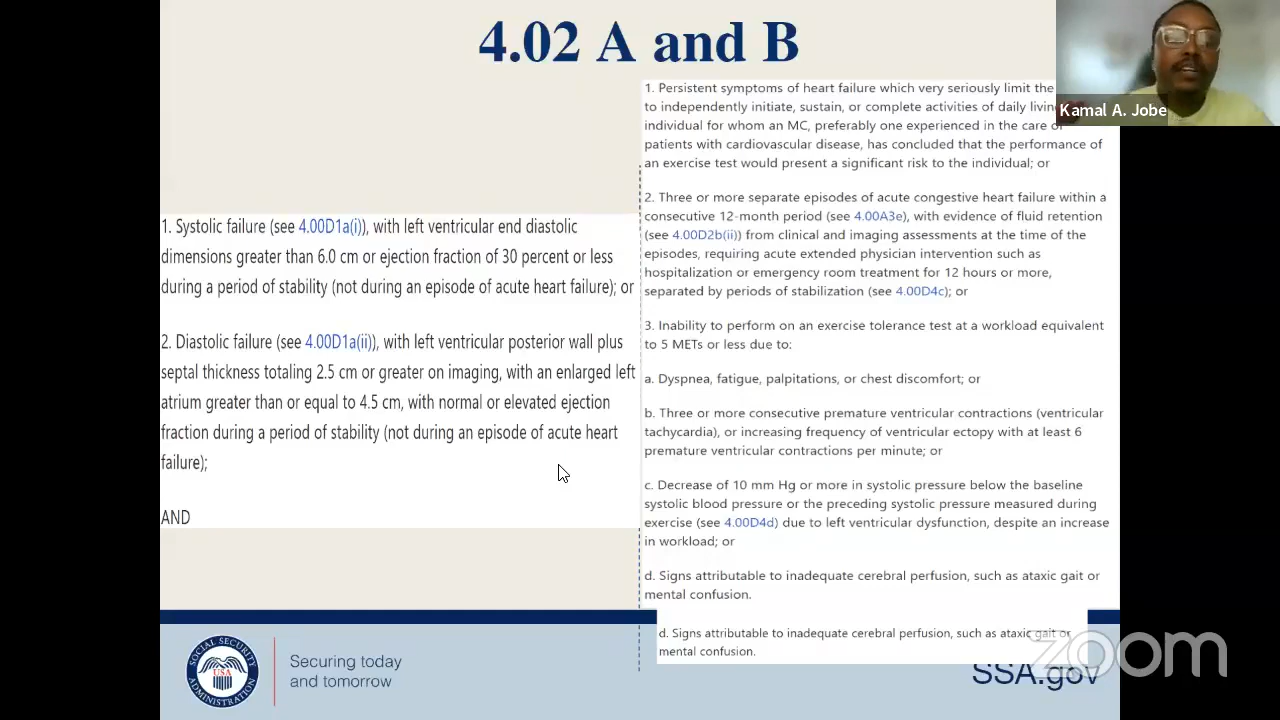 4.02 A and B
1. Systolic failure (see 4.00D1a(i)), with left ventricular end diastolic
dimensions greater than 6.0 cm or ejection fraction of 30 percent or less
during a period of stability (not during an episode of acute heart failure); or
2. Diastolic failure (see 4.00D1a(ii)), with left ventricular posterior wall plus
septal thickness totaling 2.5 cm or greater on imaging, with an enlarged left
atrium greater than or equal to 4.5 cm, with normal or elevated ejection
fraction during a period of stability (not during an episode of acute heart
failure);
AND
1. Persistent symptoms of heart failure which very seriously limit the
to independently initiate, sustain, or complete activities of daily
individual for whom an MC, preferably one experienced in the care of
patients with cardiovascular disease, has concluded that the performance of
an exercise test would present a significant risk to the individual; or
2. Three or more separate episodes of acute congestive heart failure within a
consecutive 12-month period (see 4.00A3e), with evidence of fluid retention
(see 4.00D2b(ii)) from clinical and imaging assessments at the time of the
episodes, requiring acute extended physician intervention such as
hospitalization or emergency room treatment for 12 hours or more,
separated by periods of stabilization (see 4.00D4c); or
3. Inability to perform on an exercise tolerance test at a workload equivalent
to 5 METs or less due to:
a. Dyspnea, fatigue, palpitations, or chest discomfort; or
b. Three or more consecutive premature ventricular contractions (ventricular
tachycardia), or increasing frequency of ventricular ectopy with at least 6
premature ventricular contractions per minute; or
c. Decrease of 10 mm Hg or more in systolic pressure below the baseline
systolic blood pressure or the preceding systolic pressure measured during
exercise (see 4.00D4d) due to left ventricular dysfunction, despite an increase
in workload; or
d. Signs attributable to inadequate cerebral perfusion, such as ataxic gait or
mental confusion.
d. Signs attributable to inadequate cerebral perfusion, such as ataxic gait or
mental confusion.
Kamal A. Jobe
SOCIAL SECURITY
USA
ADMINISTRATION
Securing today
and tomorrow
SSA.gov
zoom